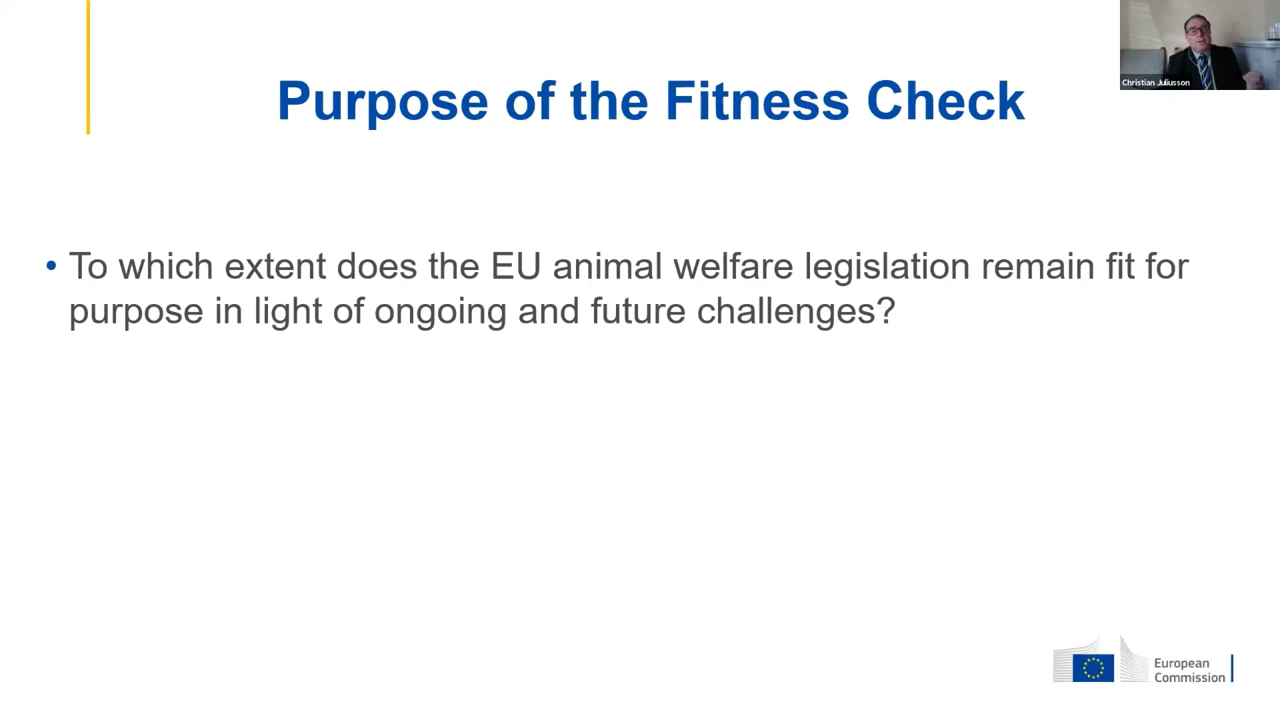 Christian Juliusson
Purpose of the Fitness Check
• To which extent does the EU animal welfare legislation remain fit for
purpose in light of ongoing and future challenges?
European
Commission